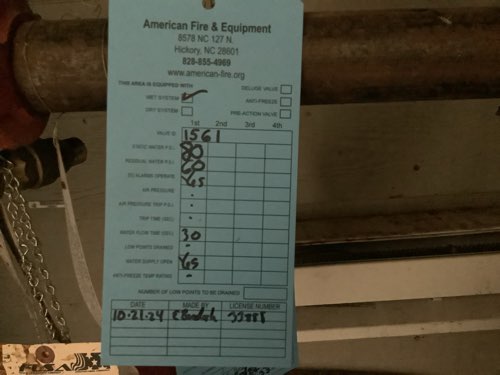 American Fire & Equipment
8578 NC 127 N.
Hickory, NC 28601
828-855-4969
www.american-fire.org
THIS AREA IS EQUIPPED WITH
WET SYSTEM ✓
DRY SYSTEM
DELUGE VALVE
ANTI-FREEZE
PRE-ACTION VALVE
1st 2nd 3rd 4th
VALVE ID 1561
STATIC WATER P.S.I. 80
RESIDUAL WATER P.S.I. 60
DO ALARMS OPERATE Yes
AIR PRESSURE -
AIR PRESSURE TRIP P.S.I. -
TRIP TIME (SEC) -
WATER FLOW TIME (SEC) 30
LOW POINTS DRAINED -
WATER SUPPLY OPEN Yes
ANTI-FREEZE TEMP RATING -
NUMBER OF LOW POINTS TO BE DRAINED
DATE MADE BY LICENSE NUMBER
10-21-24
USA